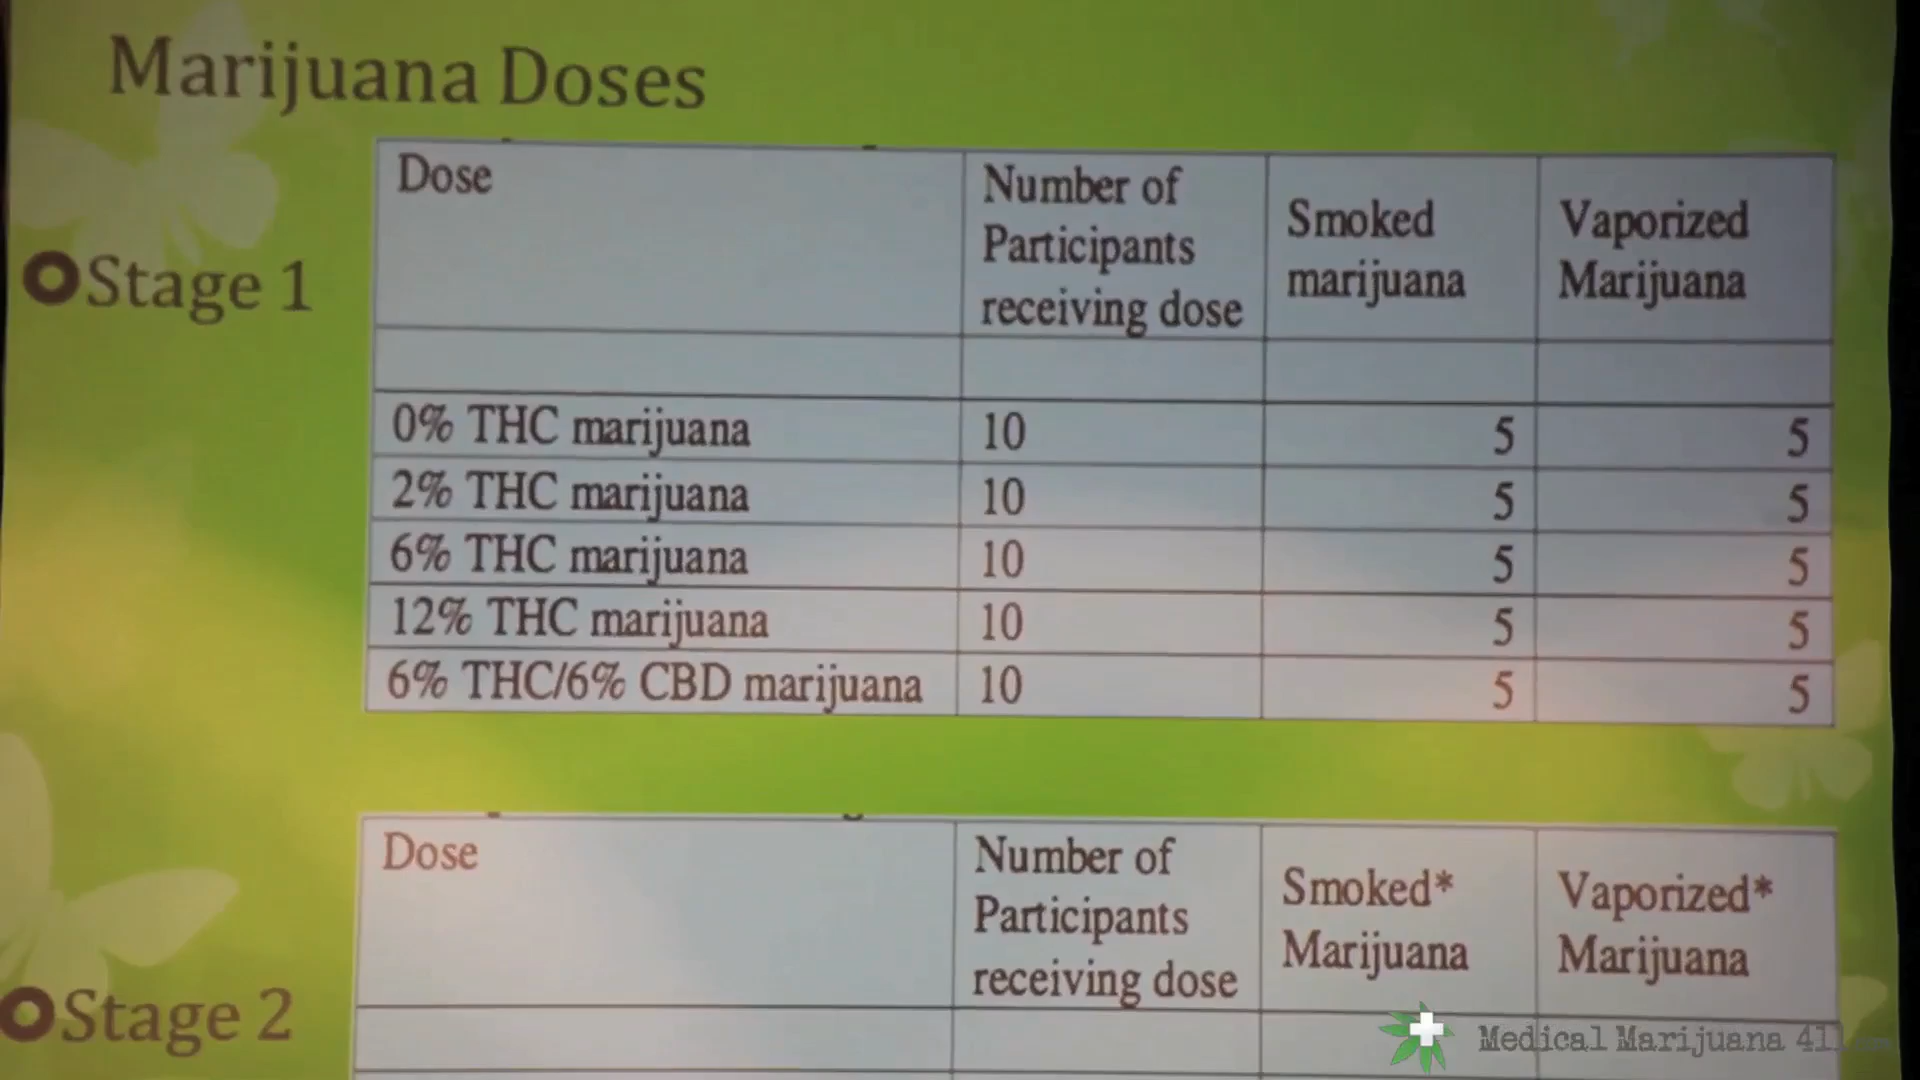 Marijuana Doses
Stage 1
Dose
Number of
Participants
receiving dose
Smoked
marijuana
Vaporized
Marijuana
0% THC marijuana 10 5 5
2% THC marijuana 10 5 5
6% THC marijuana 10 5 5
12% THC marijuana 10 5 5
6% THC/6% CBD marijuana 10 5 5
Stage 2
Dose
Number of
Participants
receiving dose
Smoked*
Marijuana
Vaporized*
Marijuana
Medical Marijuana 411